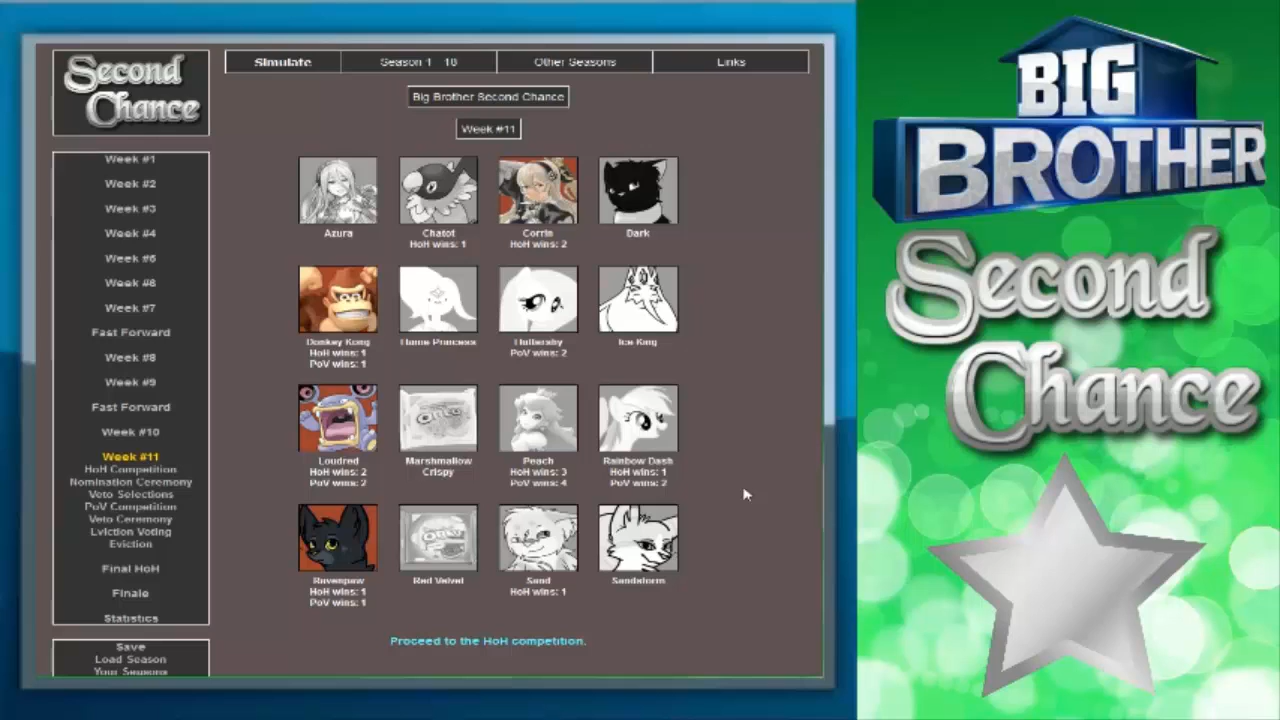 Second
Chance
Simulate
Season 1 - 18
Other Seasons
Links
Big Brother Second Chance
Week #11
Week #1
Week #2
Week #3
Week #4
Week #6
Week #7
Fast Forward
Week #8
Week #9
Fast Forward
Week #10
Week #11
HoH Competition
Nomination Ceremony
Veto Selections
PoV Competition
Veto Ceremony
Eviction Voting
Eviction
Final HoH
Finale
Statistics
Save
Load Season
Your Seasons
Azura
Chatot
HoH wins: 1
Corrin
HoH wins: 2
Dark
Donkey Kong
HoH wins: 1
PoV wins: 1
Flame Princess
Fluttershy
PoV wins: 2
Ice King
Loudred
HoH wins: 2
PoV wins: 2
Marshmallow
Crispy
Peach
HoH wins: 3
PoV wins: 4
Rainbow Dash
HoH wins: 1
PoV wins: 2
Ravenpaw
HoH wins: 1
PoV wins: 1
Red Velvet
Sand
HoH wins: 1
Sandstorm
Proceed to the HoH competition.
BIG
BROTHER
Second
Chance